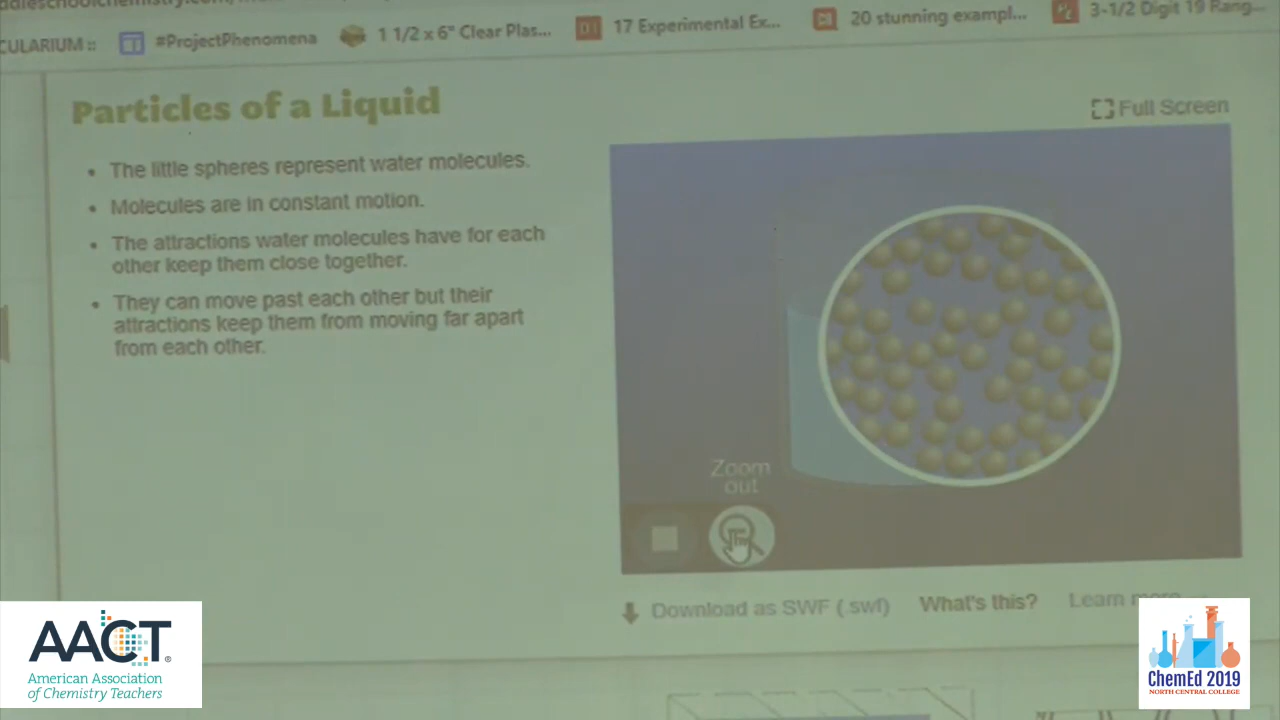 CULARIUM ::
#ProjectPhenomena
1 1/2 x 6" Clear Plas...
17 Experimental Ex...
20 stunning exampl...
3-1/2 Digit 19 Rang...
Particles of a Liquid
Full Screen
• The little spheres represent water molecules.
• Molecules are in constant motion.
• The attractions water molecules have for each
other keep them close together.
• They can move past each other but their
attractions keep them from moving far apart
from each other.
Zoom
out
Download as SWF (.swf)
What's this?
Learn more
AACT®
American Association
of Chemistry Teachers
ChemEd 2019
NORTH CENTRAL COLLEGE